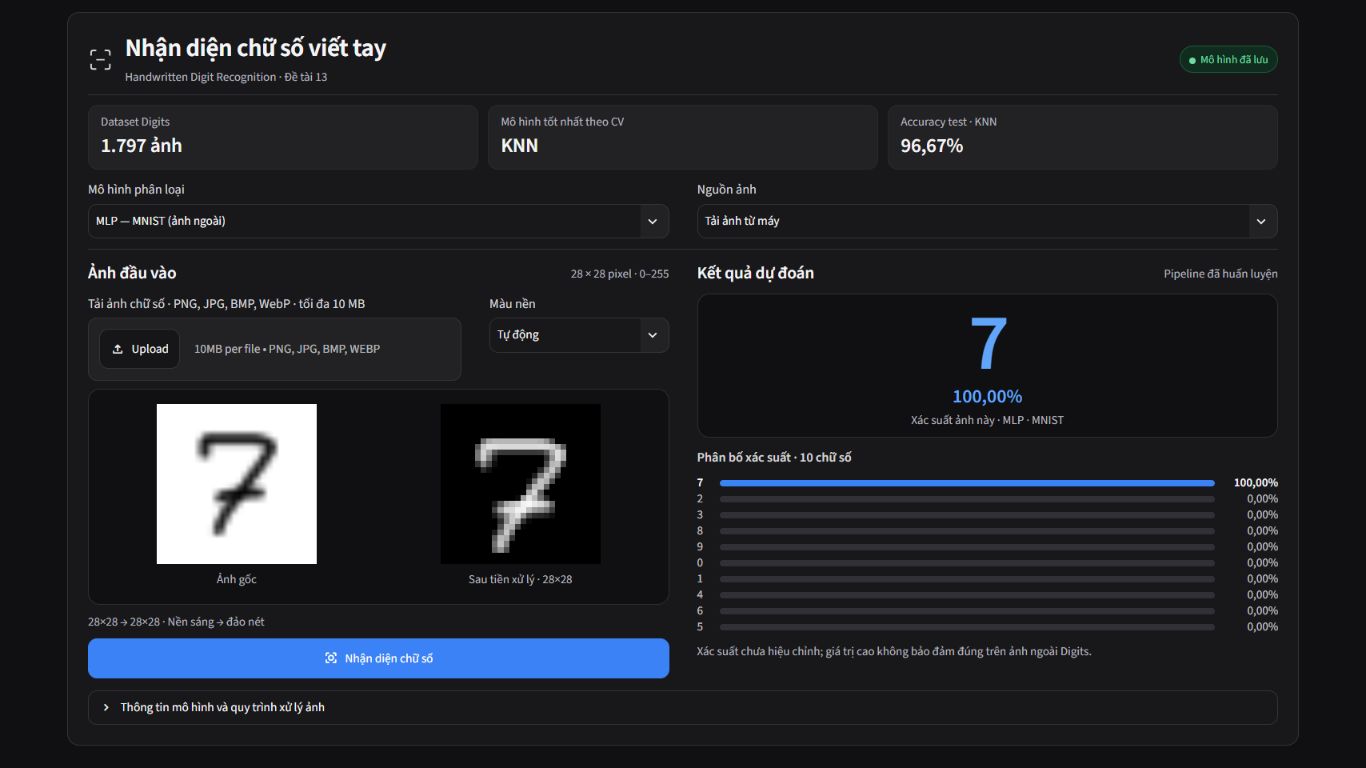 Nhận diện chữ số viết tay
Handwritten Digit Recognition · Đề tài 13
Mô hình đã lưu
Dataset Digits
1.797 ảnh
Mô hình tốt nhất theo CV
KNN
Accuracy test · KNN
96,67%
Mô hình phân loại
MLP — MNIST (ảnh ngoài)
Nguồn ảnh
Tải ảnh từ máy
Ảnh đầu vào
28 × 28 pixel · 0–255
Tải ảnh chữ số · PNG, JPG, BMP, WebP · tối đa 10 MB
Upload
10MB per file • PNG, JPG, BMP, WEBP
Màu nền
Tự động
7
7
Ảnh gốc
Sau tiền xử lý · 28×28
28×28 → 28×28 · Nền sáng → đảo nét
Nhận diện chữ số
Kết quả dự đoán
Pipeline đã huấn luyện
7
100,00%
Xác suất ảnh này · MLP · MNIST
Phân bố xác suất · 10 chữ số
7 100,00%
2 0,00%
3 0,00%
8 0,00%
9 0,00%
0 0,00%
1 0,00%
4 0,00%
6 0,00%
5 0,00%
Xác suất chưa hiệu chỉnh; giá trị cao không bảo đảm đúng trên ảnh ngoài Digits.
Thông tin mô hình và quy trình xử lý ảnh